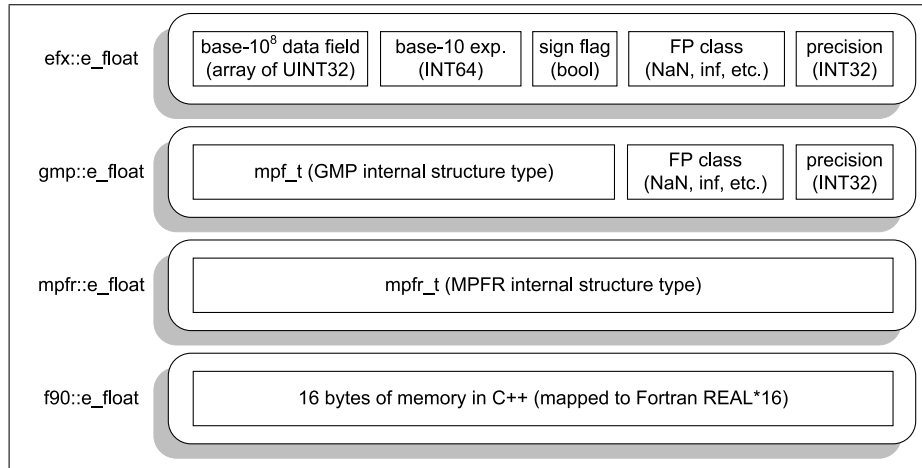 efx::e_float
base-10⁸ data field
(array of UINT32)
base-10 exp.
(INT64)
sign flag
(bool)
FP class
(NaN, inf, etc.)
precision
(INT32)
gmp::e_float
mpf_t (GMP internal structure type)
FP class
(NaN, inf, etc.)
precision
(INT32)
mpfr::e_float
mpfr_t (MPFR internal structure type)
f90::e_float
16 bytes of memory in C++ (mapped to Fortran REAL*16)